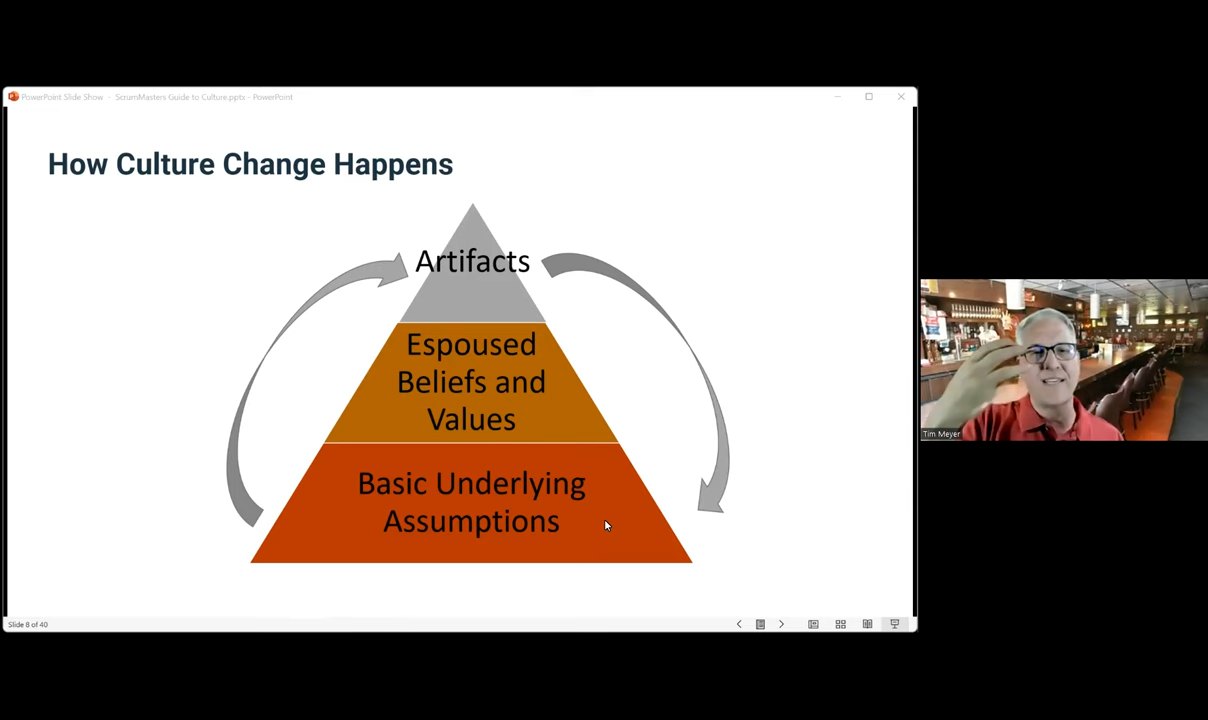 PowerPoint Slide Show - ScrumMasters Guide to Culture.ppts - PowerPoint
How Culture Change Happens
Artifacts
Espoused
Beliefs and
Values
Basic Underlying
Assumptions
Tim Meyer
Slide 8 of 40